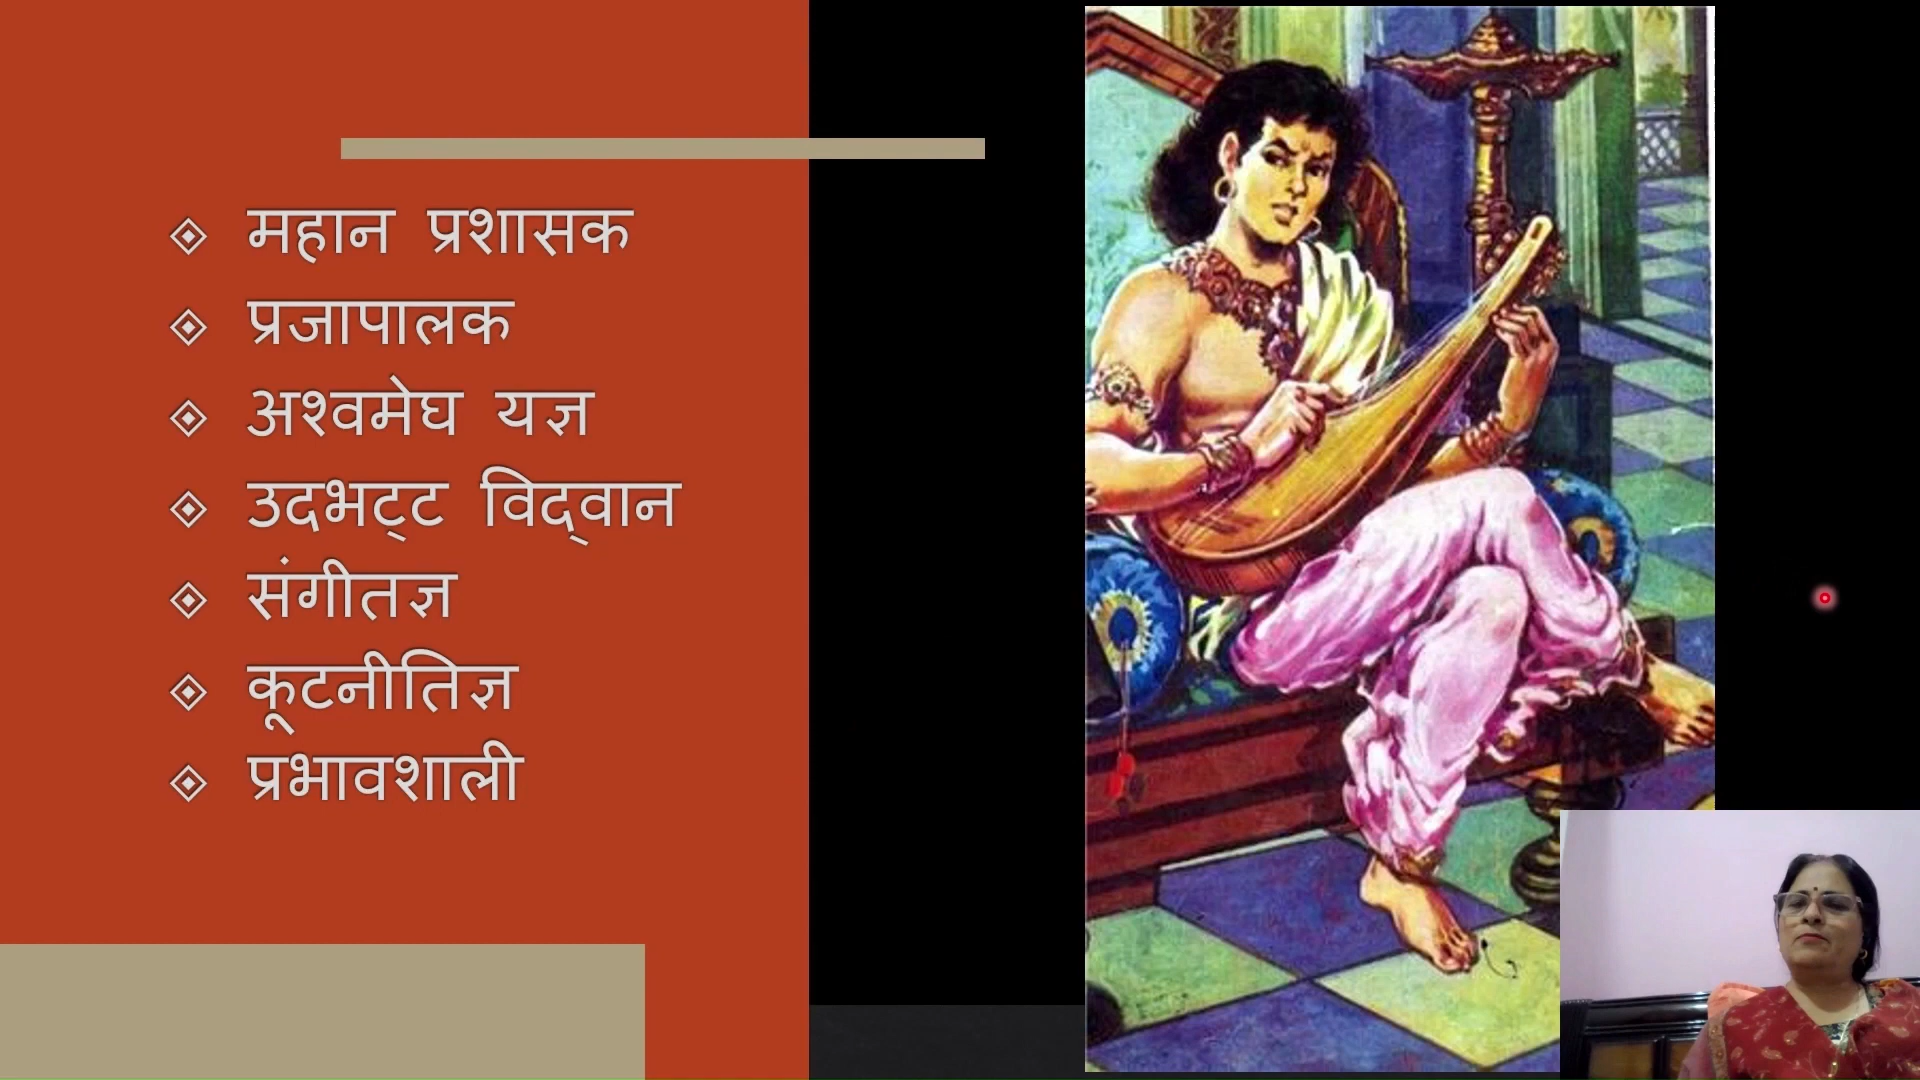 महान प्रशासक
प्रजापालक
अश्वमेघ यज्ञ
उदभट्ट विद्वान
संगीतज्ञ
कूटनीतिज्ञ
प्रभावशाली